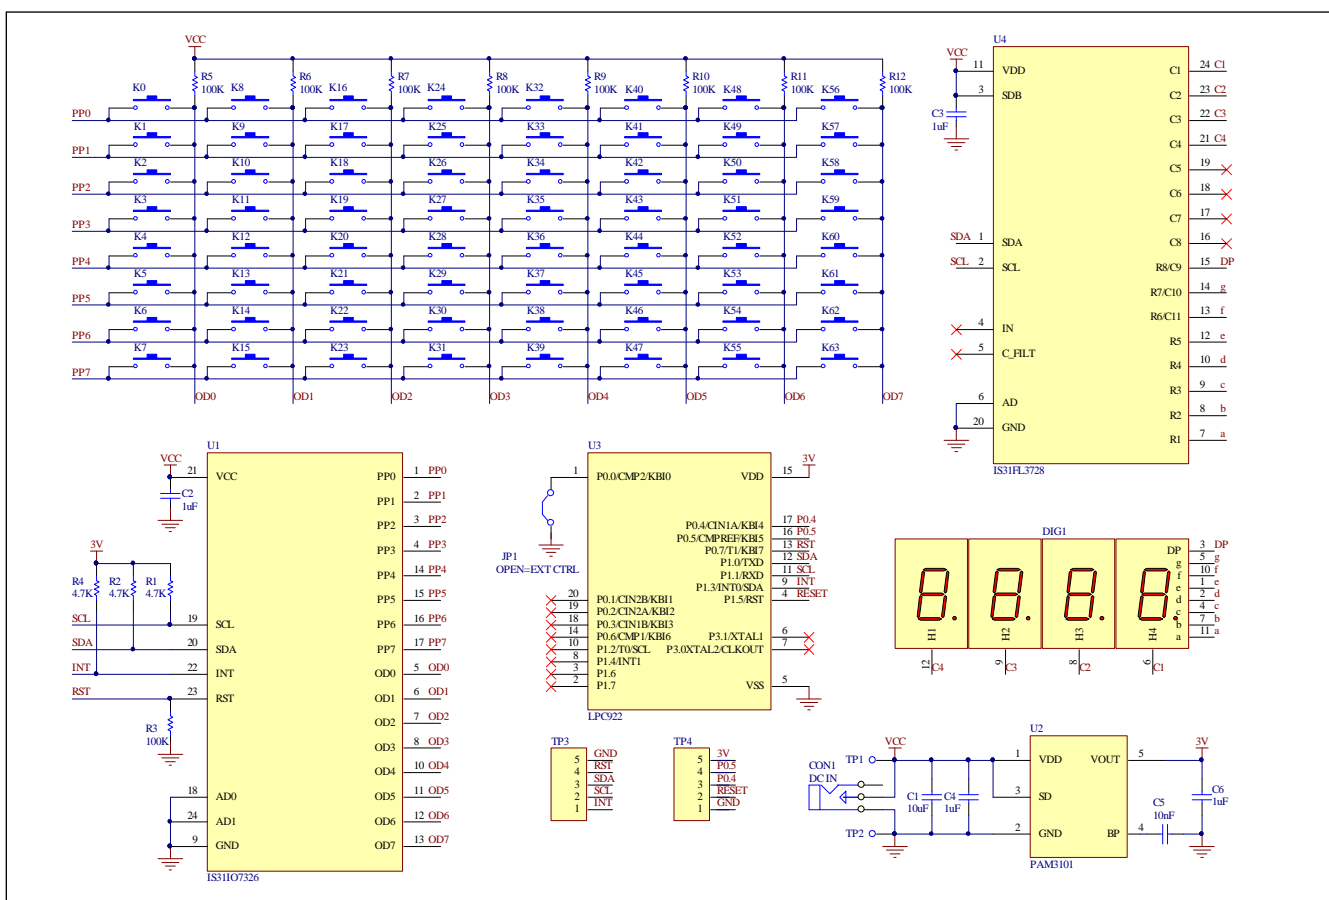 VCC
R5 R6 R7 R8 R9 R10 R11 R12
100K 100K 100K 100K 100K 100K 100K 100K
K0 K8 K16 K24 K32 K40 K48 K56
PP0
K1 K9 K17 K25 K33 K41 K49 K57
PP1
K2 K10 K18 K26 K34 K42 K50 K58
PP2
K3 K11 K19 K27 K35 K43 K51 K59
PP3
K4 K12 K20 K28 K36 K44 K52 K60
PP4
K5 K13 K21 K29 K37 K45 K53 K61
PP5
K6 K14 K22 K30 K38 K46 K54 K62
PP6
K7 K15 K23 K31 K39 K47 K55 K63
PP7
OD0 OD1 OD2 OD3 OD4 OD5 OD6 OD7
U4
VCC
C3
1uF
11 VDD
3 SDB
SDA 1 SDA
SCL 2 SCL
4 IN
5 C_FILT
6 AD
20 GND
C1 24 C1
C2 23 C2
C3 22 C3
C4 21 C4
C5 19
C6 18
C7 17
C8 16
R8/C9 15 DP
R7/C10 14 g
R6/C11 13 f
R5 12 e
R4 10 d
R3 9 c
R2 8 b
R1 7 a
IS31FL3728
U1
VCC
21 VCC
C2
1uF
3V
R4 R2 R1
4.7K 4.7K 4.7K
SCL 19 SCL
SDA 20 SDA
INT 22 INT
RST 23 RST
R3
100K
18 AD0
24 AD1
9 GND
PP0 1 PP0
PP1 2 PP1
PP2 3 PP2
PP3 4 PP3
PP4 14 PP4
PP5 15 PP5
PP6 16 PP6
PP7 17 PP7
OD0 5 OD0
OD1 6 OD1
OD2 7 OD2
OD3 8 OD3
OD4 10 OD4
OD5 11 OD5
OD6 12 OD6
OD7 13 OD7
IS31IO7326
U3
1 P0.0/CMP2/KBI0
JP1
OPEN=EXT CTRL
20 P0.1/CIN2B/KBI1
19 P0.2/CIN2A/KBI2
18 P0.3/CIN1B/KBI3
14 P0.6/CMP1/KBI6
10 P1.2/T0/SCL
8 P1.4/INT1
3 P1.6
2 P1.7
VDD 15 3V
P0.4/CIN1A/KBI4 17 P0.4
P0.5/CMPREF/KBI5 16 P0.5
P0.7/T1/KBI7 13 RST
P1.0/TXD 12 SDA
P1.1/RXD 11 SCL
P1.3/INT0/SDA 9 INT
P1.5/RST 4 RESET
P3.1/XTAL1 6
P3.0XTAL2/CLKOUT 7
VSS 5
LPC922
DIG1
DP 3 DP
g 5 g
f 10 f
e 1 e
d 2 d
c 4 c
b 7 b
a 11 a
H1 H2 H3 H4
12 9 8 6
C4 C3 C2 C1
TP3
5 GND
4 RST
3 SDA
2 SCL
1 INT
TP4
5 3V
4 P0.5
3 P0.4
2 RESET
1 GND
U2
VCC
TP1
CON1
DC IN
TP2
C1
10uF
C4
1uF
1 VDD
3 SD
2 GND
VOUT 5
BP 4
3V
C5
10nF
C6
1uF
PAM3101